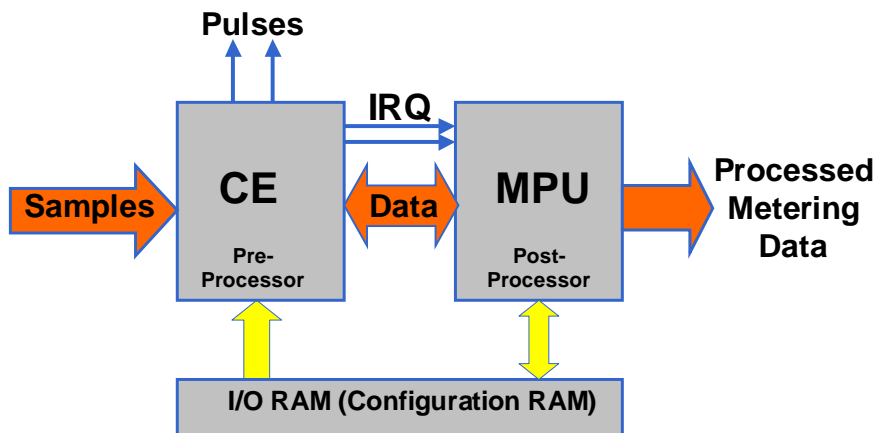 Pulses
IRQ
CE
MPU
Samples
Data
Processed
Metering
Data
Pre-
Processor
Post-
Processor
I/O RAM (Configuration RAM)